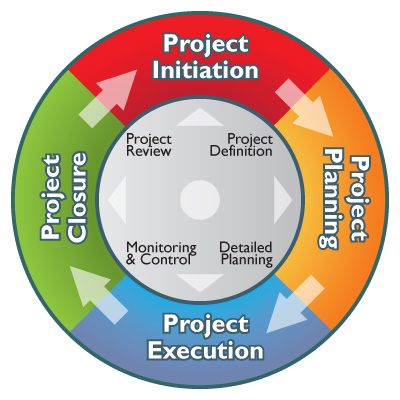 Project
Initiation
Project
Planning
Project
Execution
Project
Closure
Project
Review
Project
Definition
Monitoring
& Control
Detailed
Planning